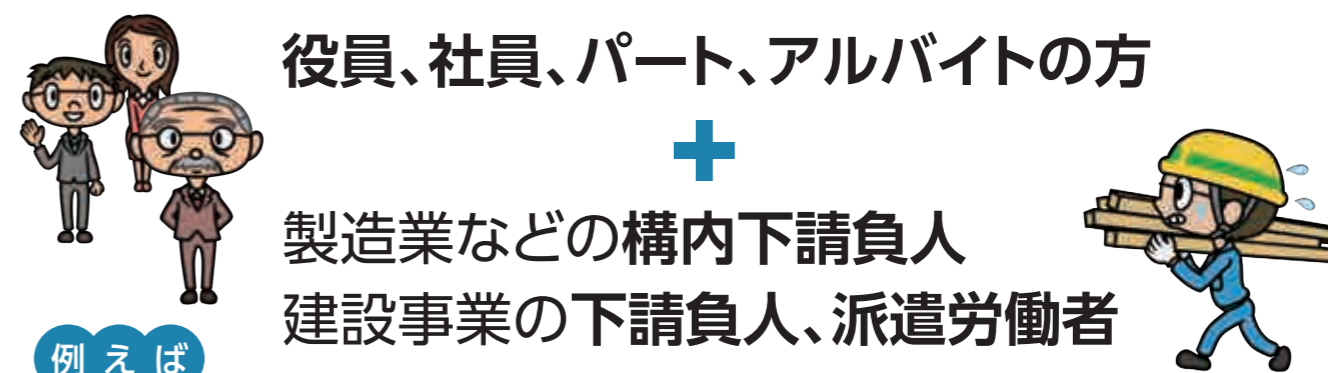 役員、社員、パート、アルバイトの方
+
製造業などの構内下請負人
建設事業の下請負人、派遣労働者
例えば